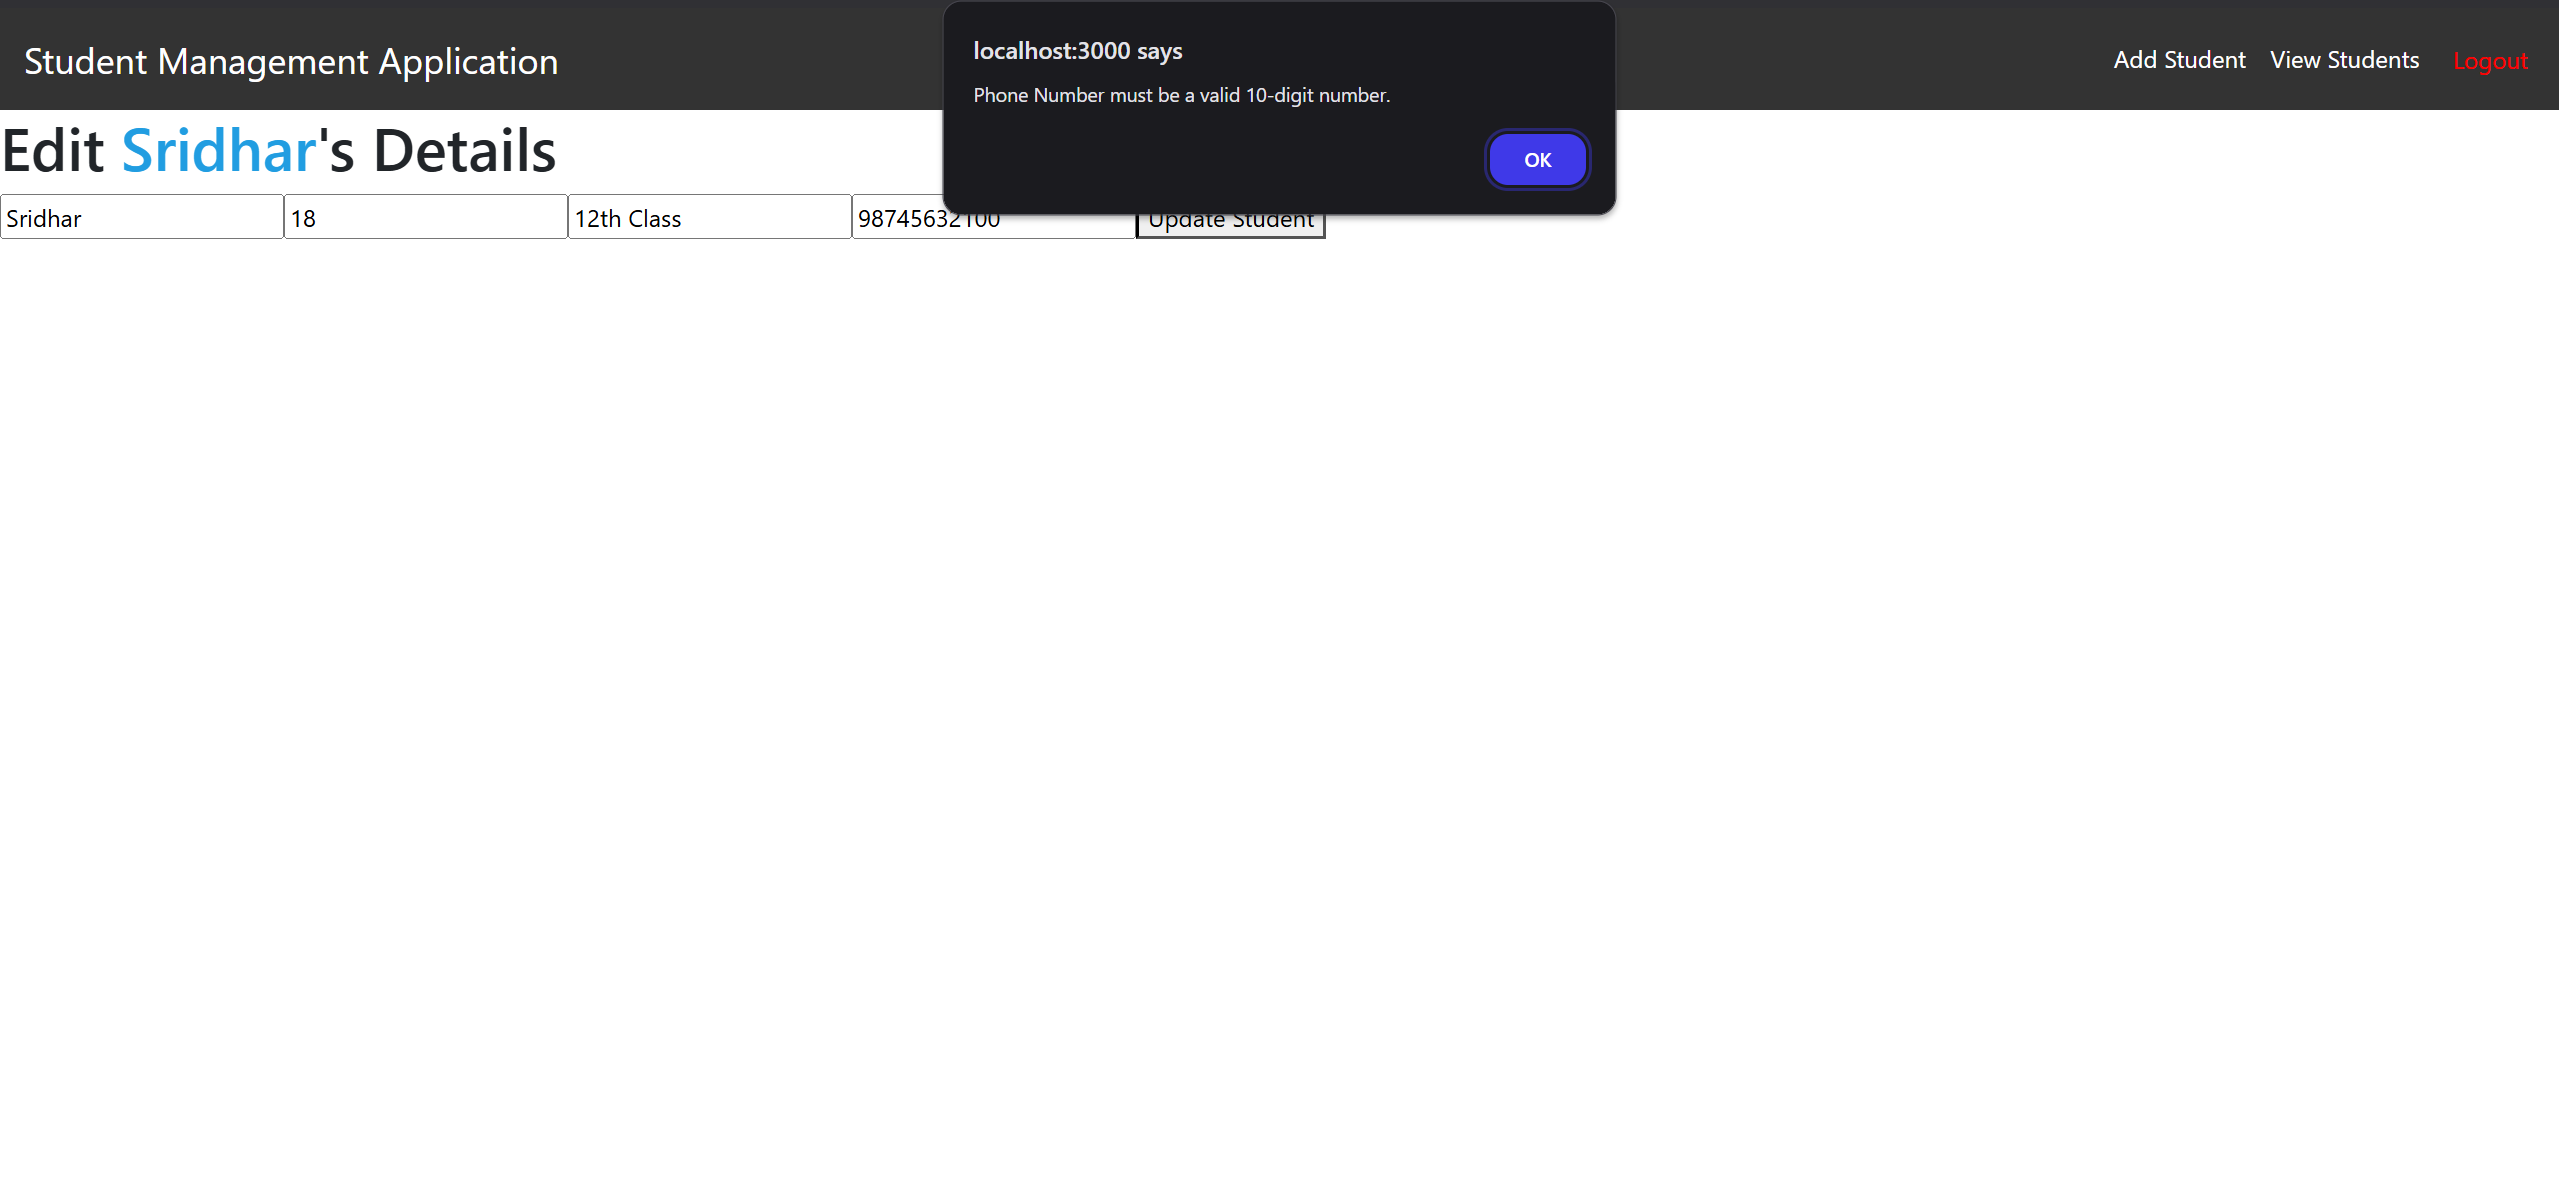 Student Management Application
Add Student
View Students
Logout
localhost:3000 says
Phone Number must be a valid 10-digit number.
OK
Edit Sridhar's Details
Sridhar
18
12th Class
98745632100
Update Student